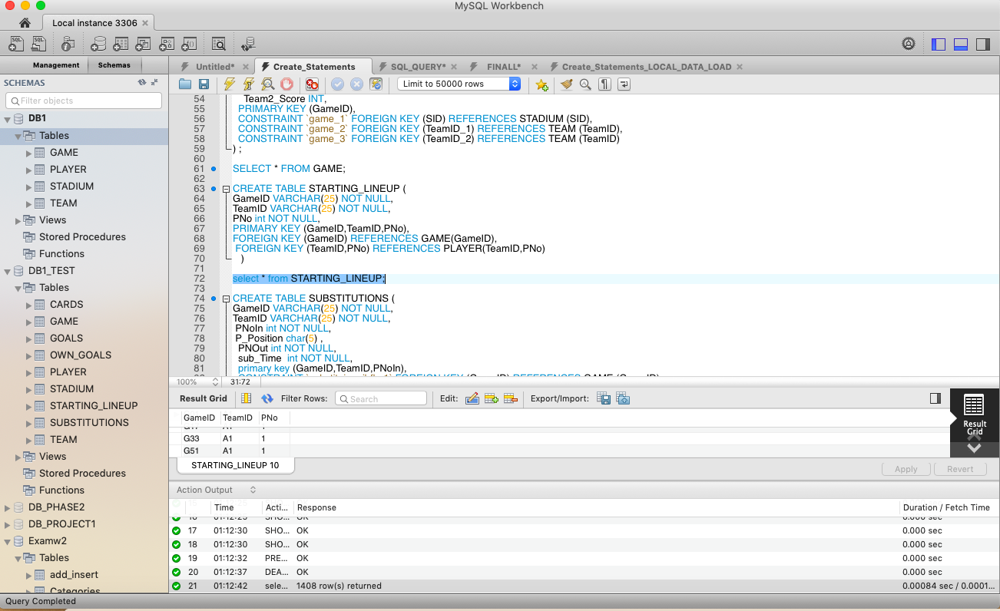 MySQL Workbench
Local instance 3306
Management Schemas
SCHEMAS
Filter objects
DB1
Tables
GAME
PLAYER
STADIUM
TEAM
Views
Stored Procedures
Functions
DB1_TEST
Tables
CARDS
GAME
GOALS
OWN_GOALS
PLAYER
STADIUM
STARTING_LINEUP
SUBSTITUTIONS
TEAM
Views
Stored Procedures
Functions
DB_PHASE2
DB_PROJECT1
Examw2
Tables
add_insert
Categories
Untitled* Create_Statements SQL_QUERY* FINALL* Create_Statements_LOCAL_DATA_LOAD
Limit to 50000 rows
54 Team2_Score INT,
55 PRIMARY KEY (GameID),
56 CONSTRAINT `game_1` FOREIGN KEY (SID) REFERENCES STADIUM (SID),
57 CONSTRAINT `game_2` FOREIGN KEY (TeamID_1) REFERENCES TEAM (TeamID),
58 CONSTRAINT `game_3` FOREIGN KEY (TeamID_2) REFERENCES TEAM (TeamID)
59 ) ;
60
61 SELECT * FROM GAME;
62
63 CREATE TABLE STARTING_LINEUP (
64 GameID VARCHAR(25) NOT NULL,
65 TeamID VARCHAR(25) NOT NULL,
66 PNo int NOT NULL,
67 PRIMARY KEY (GameID,TeamID,PNo),
68 FOREIGN KEY (GameID) REFERENCES GAME(GameID),
69 FOREIGN KEY (TeamID,PNo) REFERENCES PLAYER(TeamID,PNo)
70 )
71
72 select * from STARTING_LINEUP;
73
74 CREATE TABLE SUBSTITUTIONS (
75 GameID VARCHAR(25) NOT NULL,
76 TeamID VARCHAR(25) NOT NULL,
77 PNoIn int NOT NULL,
78 P_Position char(5) ,
79 PNOut int NOT NULL,
80 sub_Time int NOT NULL,
81 primary key (GameID,TeamID,PNoIn),
100% 31:72
Result Grid Filter Rows: Search Edit: Export/Import:
GameID TeamID PNo
G33 A1 1
G51 A1 1
Result
Grid
STARTING_LINEUP 10
Apply Revert
Action Output
Time Acti... Response Duration / Fetch Time
17 01:12:30 SHO... OK 0.000 sec
18 01:12:30 SHO... OK 0.000 sec
19 01:12:32 PRE... OK 0.000 sec
20 01:12:37 DEA... OK 0.000 sec
21 01:12:42 sele... 1408 row(s) returned 0.00084 sec / 0.0001...
Query Completed